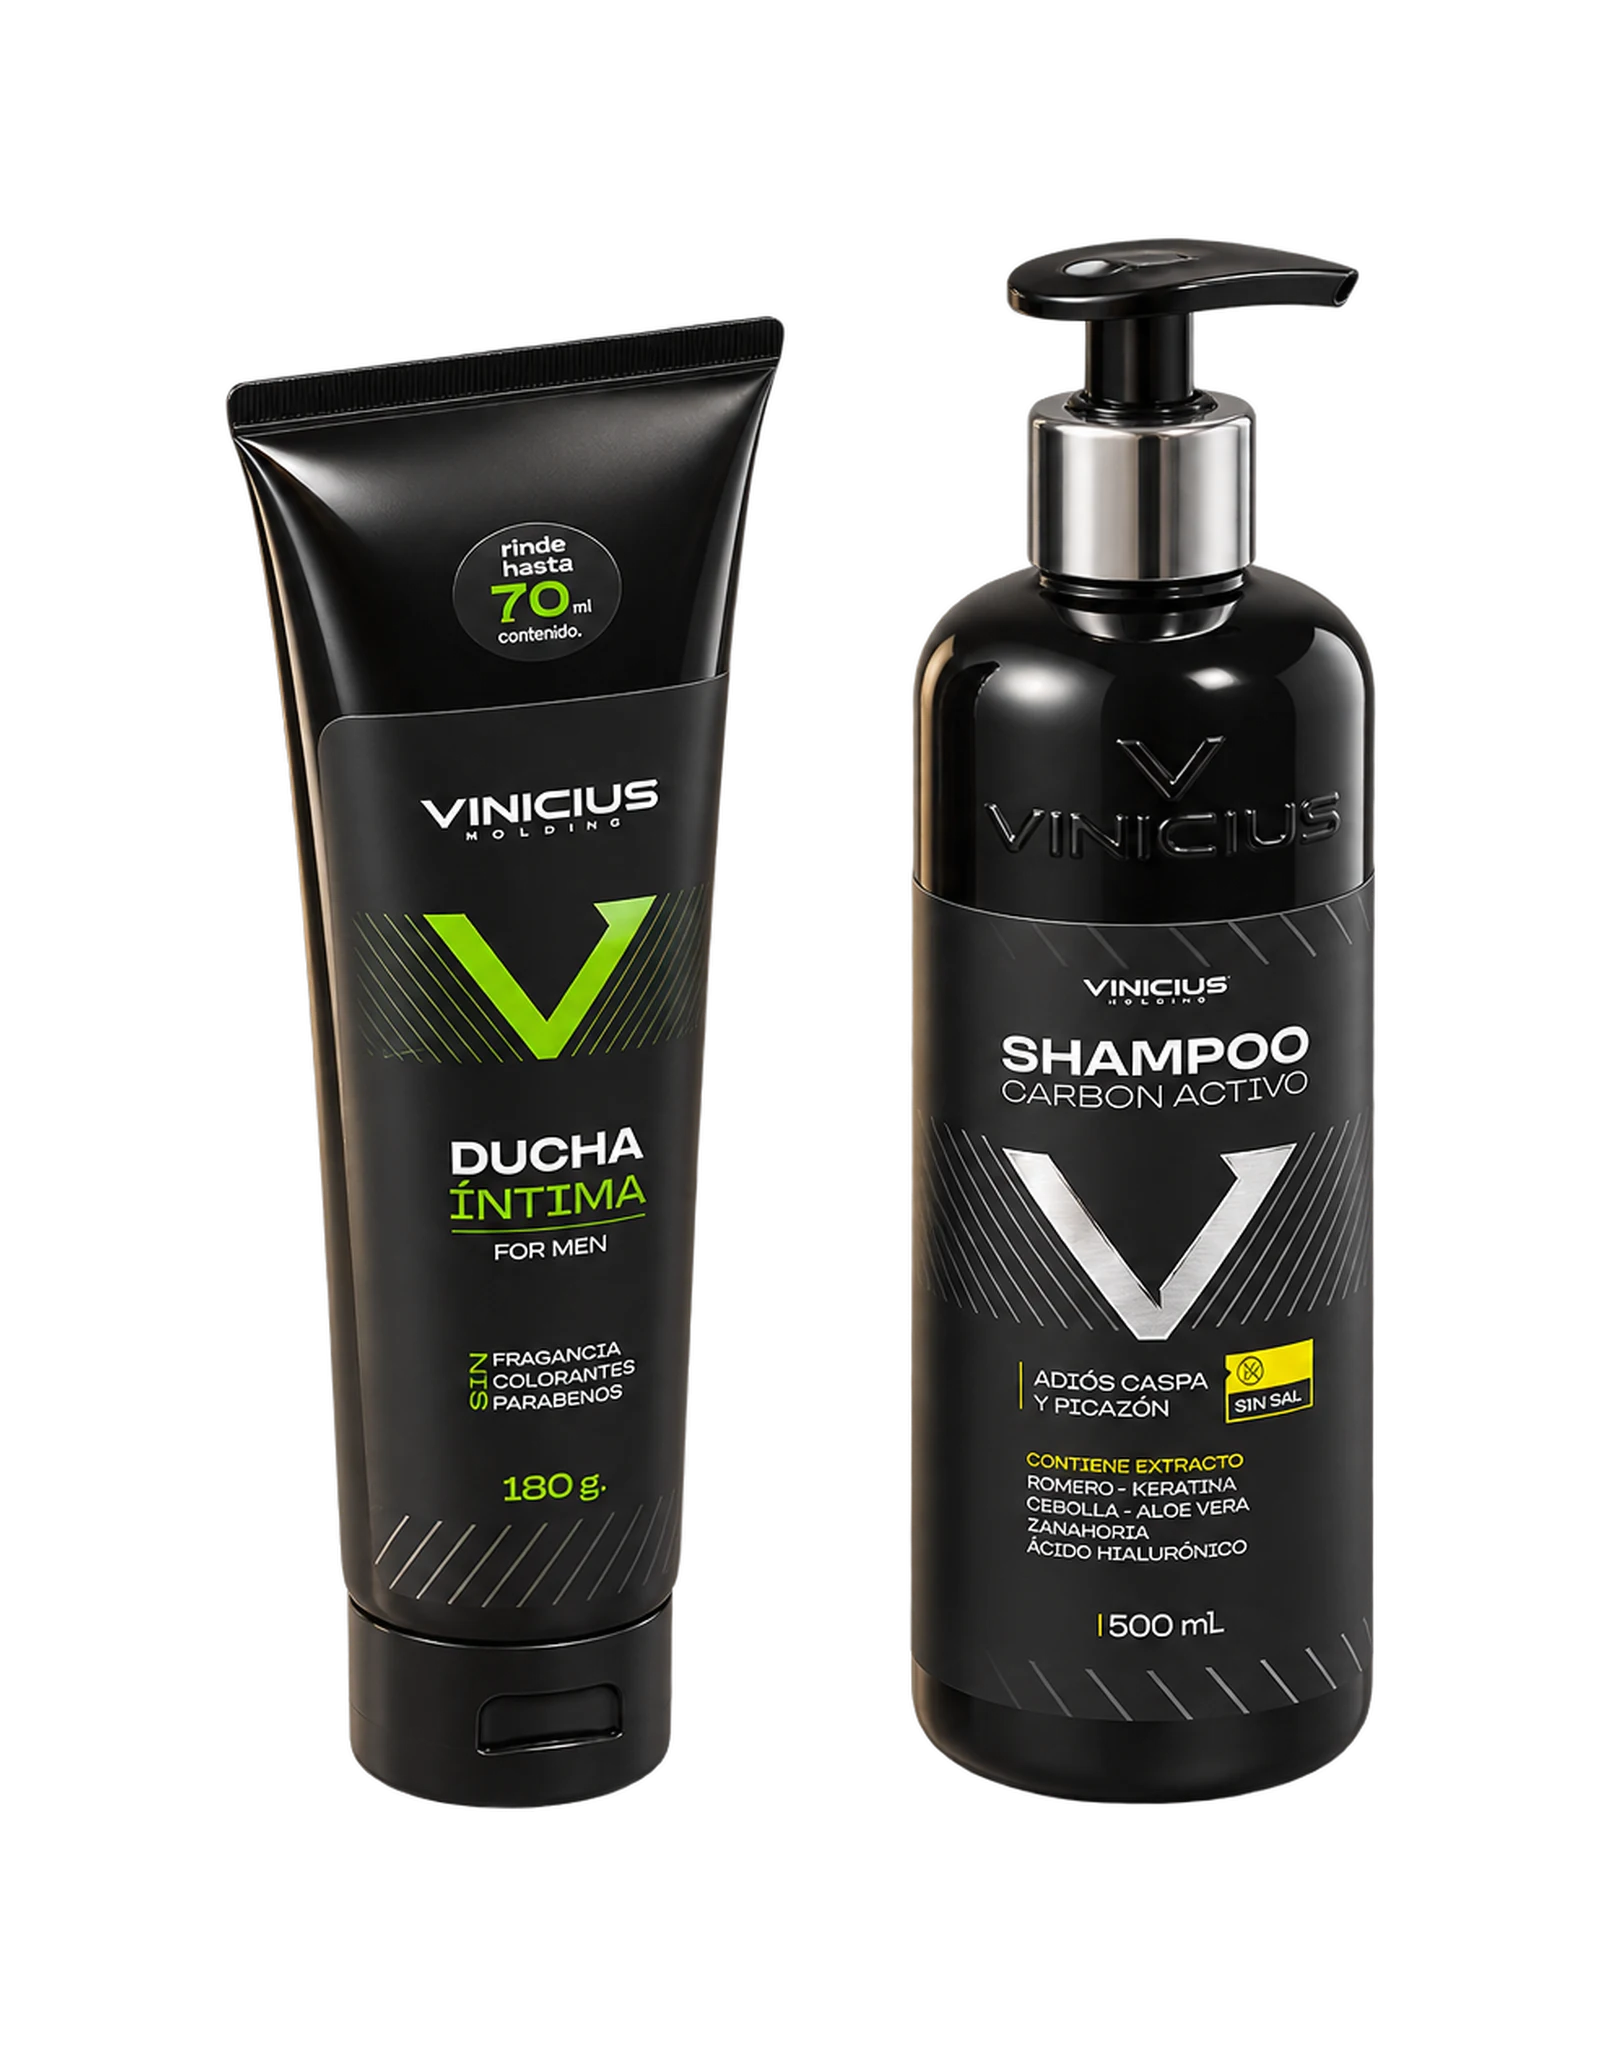 rinde
hasta
70 ml
contenido.
VINICIUS
MOLDING
DUCHA
ÍNTIMA
FOR MEN
SIN
FRAGANCIA
COLORANTES
PARABENOS
180 g.
V
VINICIUS
VINICIUS
HOLDING
SHAMPOO
CARBON ACTIVO
ADIÓS CASPA
Y PICAZÓN
SIN SAL
CONTIENE EXTRACTO
ROMERO - KERATINA
CEBOLLA - ALOE VERA
ZANAHORIA
ÁCIDO HIALURÓNICO
500 mL